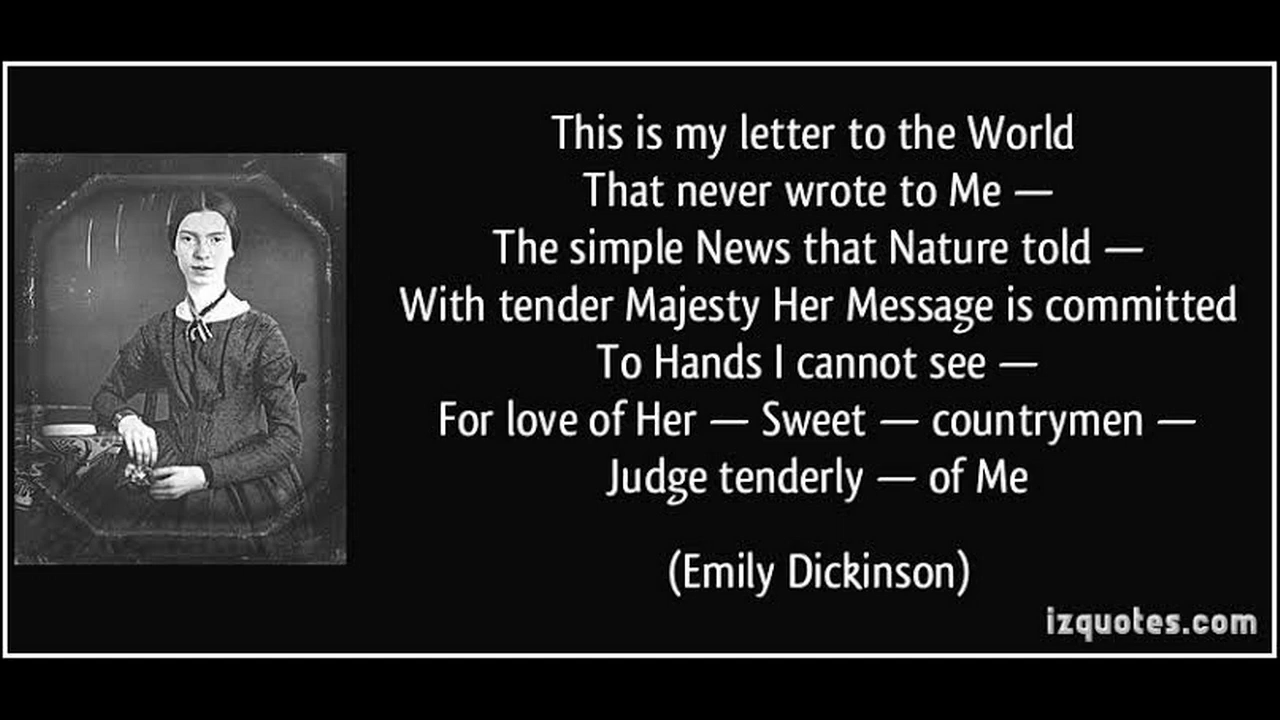 This is my letter to the World
That never wrote to Me —
The simple News that Nature told —
With tender Majesty Her Message is committed
To Hands I cannot see —
For love of Her — Sweet — countrymen —
Judge tenderly — of Me
(Emily Dickinson)
izquotes.com